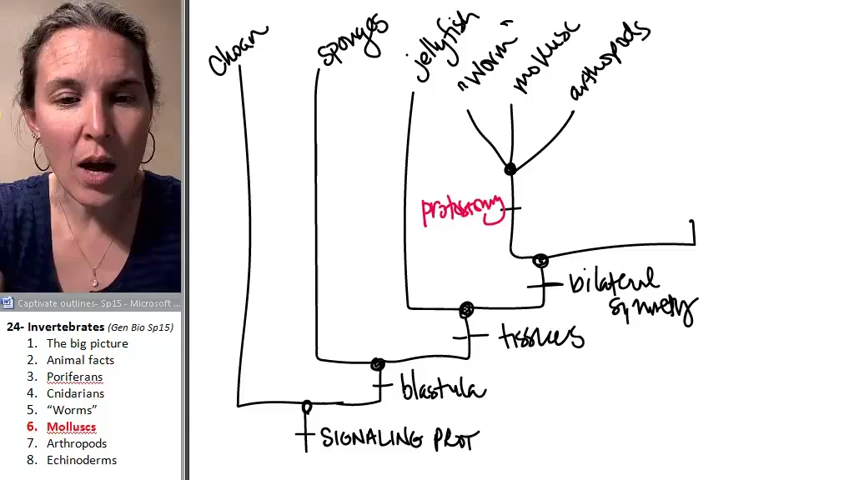 choan
sponges
jellyfish
"worm"
mollusc
arthropods
protostomy
bilateral
symmetry
tissues
blastula
SIGNALING PROT
Captivate outlines- Sp15 - Microsoft ...
24- Invertebrates (Gen Bio Sp15)
1. The big picture
2. Animal facts
3. Poriferans
4. Cnidarians
5. "Worms"
6. Molluscs
7. Arthropods
8. Echinoderms